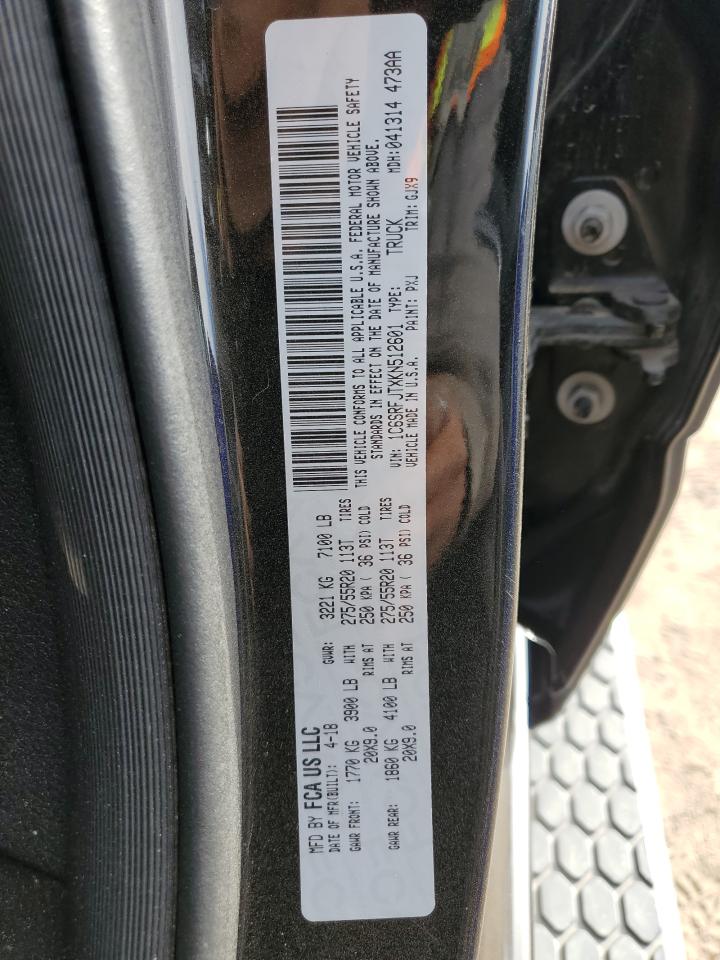 MFD BY FCA US LLC
DATE OF MFR(BUILT): 4-18 GVWR: 3221 KG 7100 LB
GAWR FRONT: 1770 KG 3900 LB WITH 275/55R20 113T TIRES
20X9.0 RIMS AT 250 KPA ( 36 PSI) COLD
GAWR REAR: 1860 KG 4100 LB WITH 275/55R20 113T TIRES
20X9.0 RIMS AT 250 KPA ( 36 PSI) COLD
THIS VEHICLE CONFORMS TO ALL APPLICABLE U.S.A. FEDERAL MOTOR VEHICLE SAFETY
STANDARDS IN EFFECT ON THE DATE OF MANUFACTURE SHOWN ABOVE.
VIN: 1C6SRFJTXKN512601 TYPE: TRUCK MDH:041314 473AA
VEHICLE MADE IN U.S.A. PAINT: PXJ TRIM: GJX9